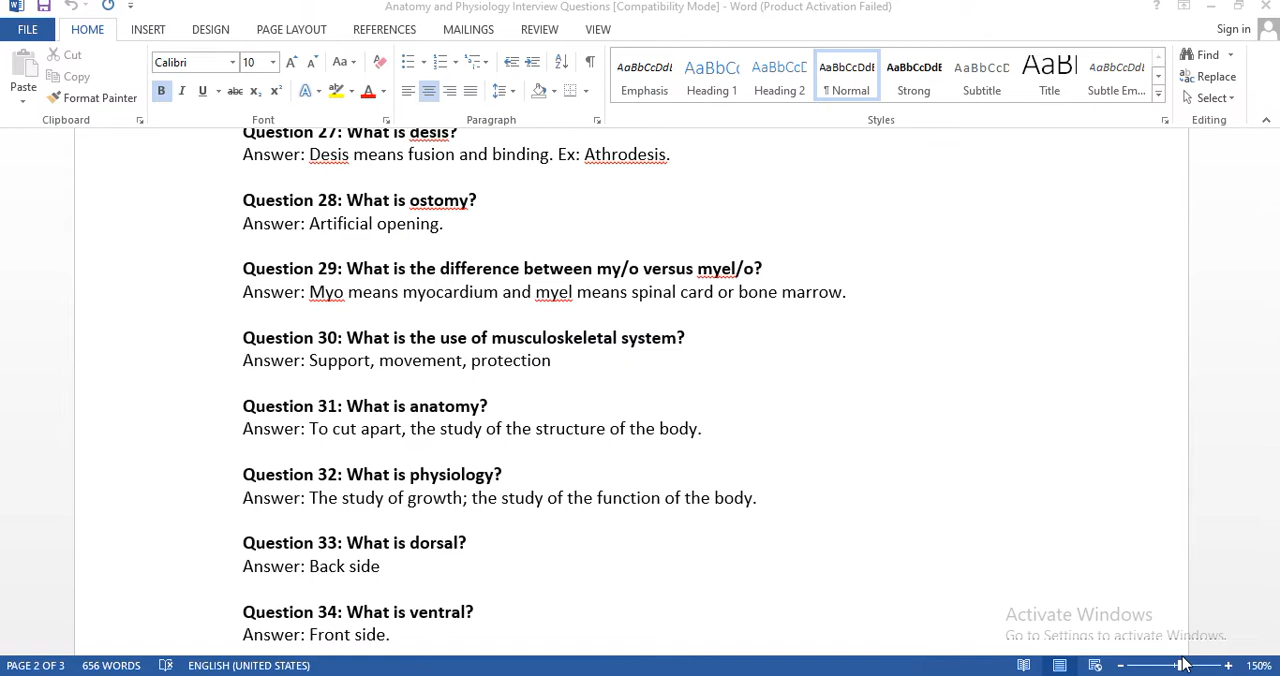 Anatomy and Physiology Interview Questions [Compatibility Mode] - Word (Product Activation Failed)
FILE HOME INSERT DESIGN PAGE LAYOUT REFERENCES MAILINGS REVIEW VIEW Sign in
Paste
Cut
Copy
Format Painter
Clipboard
Calibri 10
Font
Paragraph
AaBbCcDdI AaBbCc AaBbCcD AaBbCcDdE AaBbCcDdE AaBbCcD AaBl AaBbCcDdI
Emphasis Heading 1 Heading 2 ¶ Normal Strong Subtitle Title Subtle Em...
Styles
Find
Replace
Select
Editing
Question 27: What is desis?
Answer: Desis means fusion and binding. Ex: Athrodesis.
Question 28: What is ostomy?
Answer: Artificial opening.
Question 29: What is the difference between my/o versus myel/o?
Answer: Myo means myocardium and myel means spinal card or bone marrow.
Question 30: What is the use of musculoskeletal system?
Answer: Support, movement, protection
Question 31: What is anatomy?
Answer: To cut apart, the study of the structure of the body.
Question 32: What is physiology?
Answer: The study of growth; the study of the function of the body.
Question 33: What is dorsal?
Answer: Back side
Question 34: What is ventral?
Answer: Front side.
Activate Windows
Go to Settings to activate Windows.
PAGE 2 OF 3 656 WORDS ENGLISH (UNITED STATES) 150%